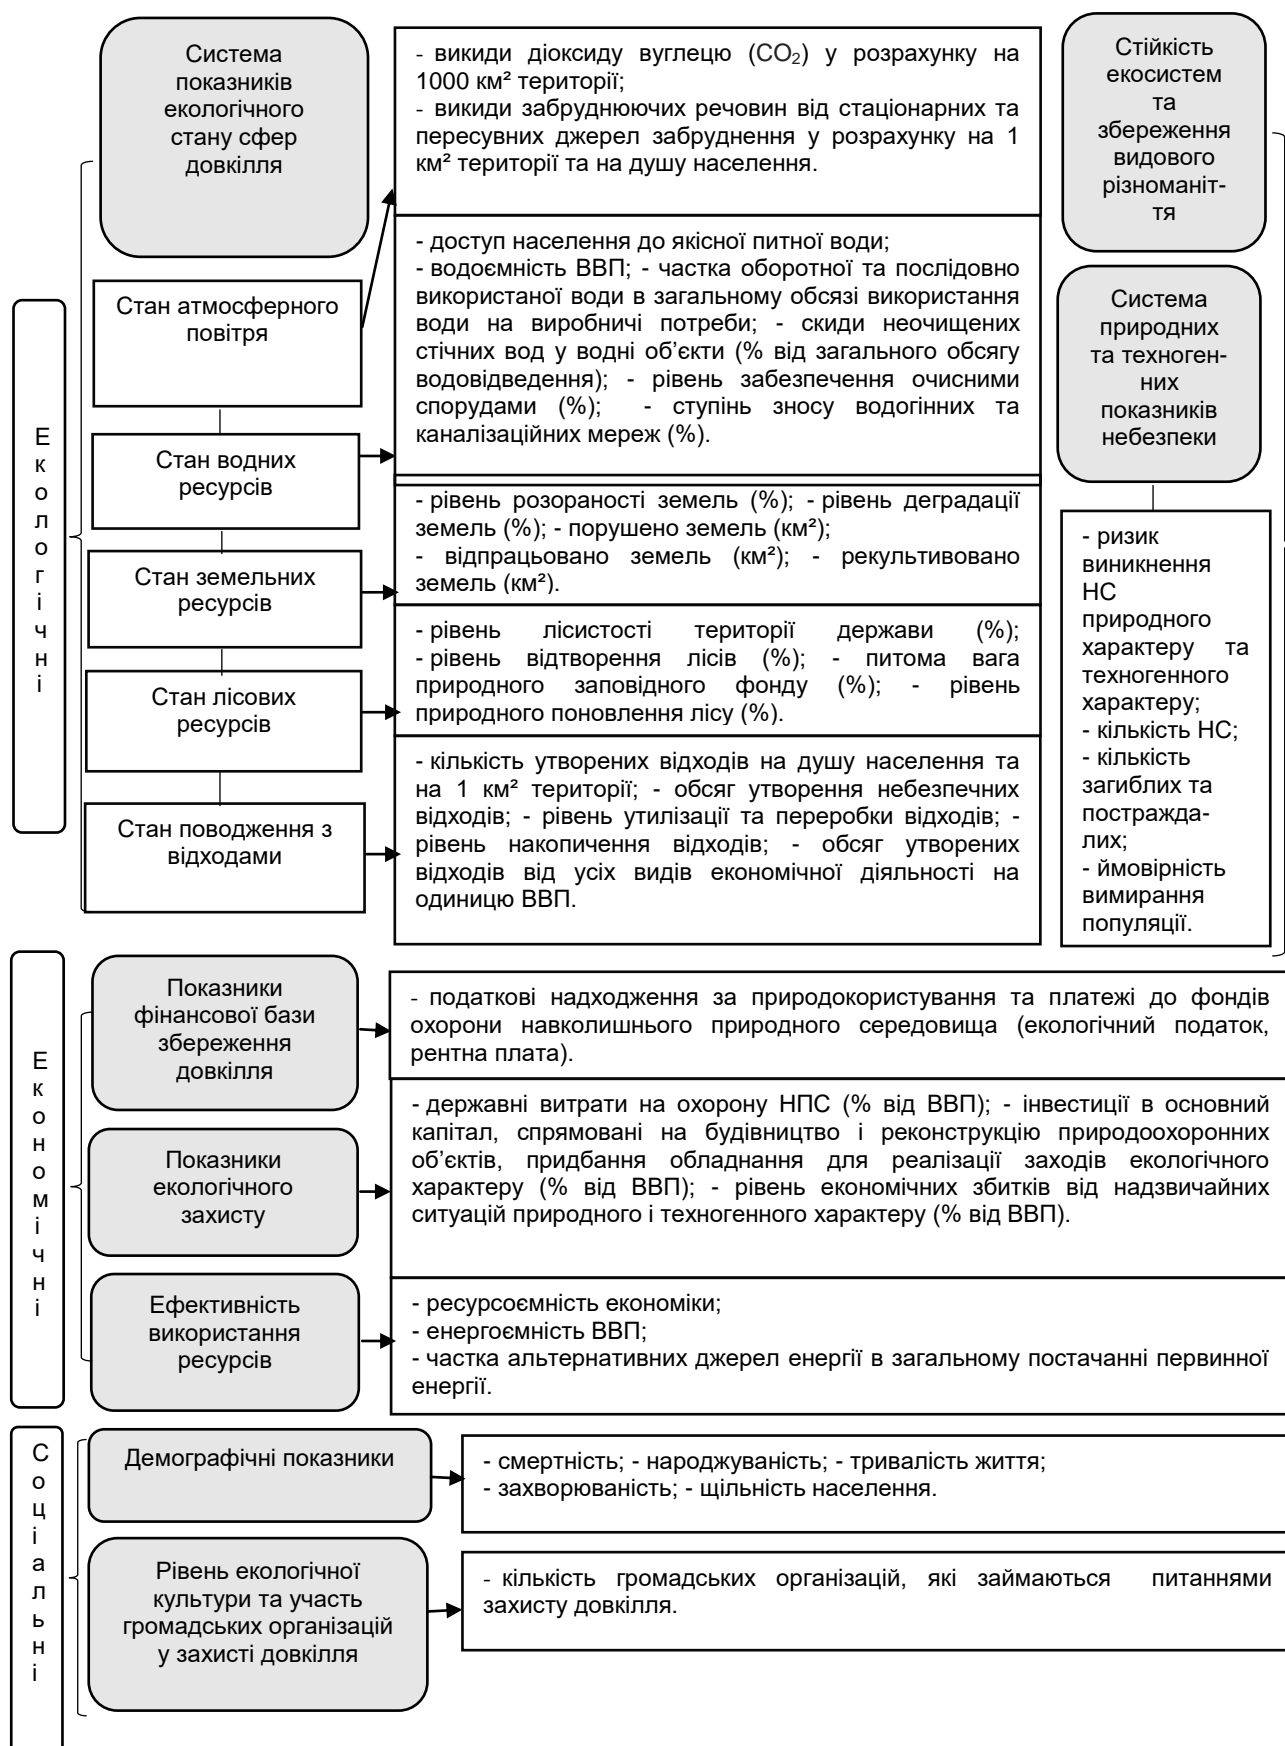 Екологічні
Система
показників
екологічного
стану сфер
довкілля
- викиди діоксиду вуглецю (CO₂) у розрахунку на
1000 км² території;
- викиди забруднюючих речовин від стаціонарних та
пересувних джерел забруднення у розрахунку на 1
км² території та на душу населення.
Стійкість
екосистем
та
збереження
видового
різноманіт-
тя
Стан атмосферного
повітря
- доступ населення до якісної питної води;
- водоємність ВВП; - частка оборотної та послідовно
використаної води в загальному обсязі використання
води на виробничі потреби; - скиди неочищених
стічних вод у водні об’єкти (% від загального обсягу
водовідведення); - рівень забезпечення очисними
спорудами (%); - ступінь зносу водогінних та
каналізаційних мереж (%).
Система
природних
та техноген-
них
показників
небезпеки
Стан водних
ресурсів
- рівень розораності земель (%); - рівень деградації
земель (%); - порушено земель (км²);
- відпрацьовано земель (км²); - рекультивовано
земель (км²).
Стан земельних
ресурсів
- рівень лісистості території держави (%);
- рівень відтворення лісів (%); - питома вага
природного заповідного фонду (%); - рівень
природного поновлення лісу (%).
Стан лісових
ресурсів
- кількість утворених відходів на душу населення та
на 1 км² території; - обсяг утворення небезпечних
відходів; - рівень утилізації та переробки відходів; -
рівень накопичення відходів; - обсяг утворених
відходів від усіх видів економічної діяльності на
одиницю ВВП.
Стан поводження з
відходами
- ризик
виникнення
НС
природного
характеру та
техногенного
характеру;
- кількість НС;
- кількість
загиблих та
постражда-
лих;
- ймовірність
вимирання
популяції.
Економічні
Показники
фінансової бази
збереження
довкілля
- податкові надходження за природокористування та платежі до фондів
охорони навколишнього природного середовища (екологічний податок,
рентна плата).
Показники
екологічного
захисту
- державні витрати на охорону НПС (% від ВВП); - інвестиції в основний
капітал, спрямовані на будівництво і реконструкцію природоохоронних
об’єктів, придбання обладнання для реалізації заходів екологічного
характеру (% від ВВП); - рівень економічних збитків від надзвичайних
ситуацій природного і техногенного характеру (% від ВВП).
Ефективність
використання
ресурсів
- ресурсоємність економіки;
- енергоємність ВВП;
- частка альтернативних джерел енергії в загальному постачанні первинної
енергії.
Соціальні
Демографічні показники
- смертність; - народжуваність; - тривалість життя;
- захворюваність; - щільність населення.
Рівень екологічної
культури та участь
громадських організацій
у захисті довкілля
- кількість громадських організацій, які займаються питаннями
захисту довкілля.